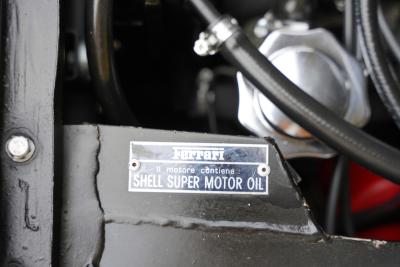 Ferrari
Il motore contiene :
SHELL SUPER MOTOR OIL